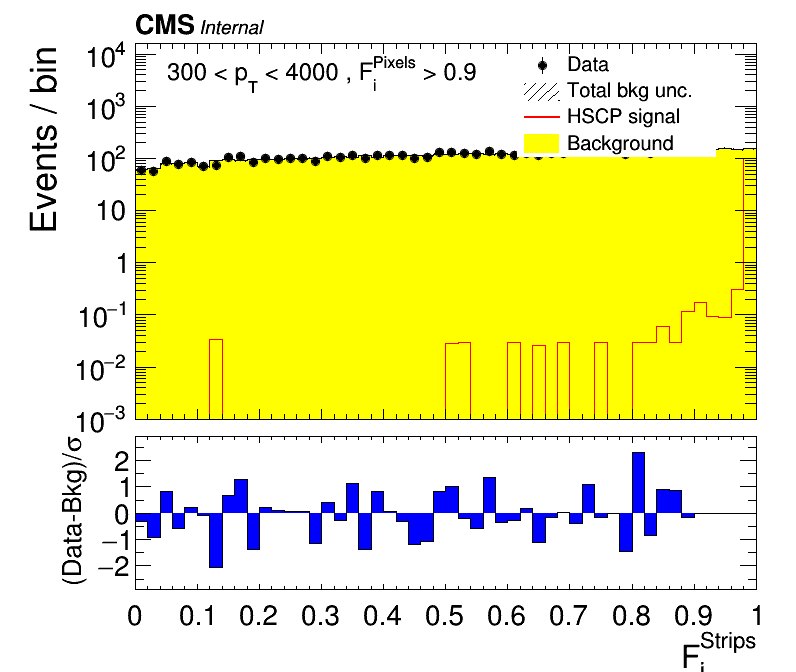 CMS Internal
Events / bin
300 < p_T < 4000 , F_i^Pixels > 0.9
Data
Total bkg unc.
HSCP signal
Background
10^4
10^3
10^2
10
1
10^−1
10^−2
10^−3
(Data-Bkg)/σ
2
1
0
−1
−2
0 0.1 0.2 0.3 0.4 0.5 0.6 0.7 0.8 0.9 1
F_i^Strips